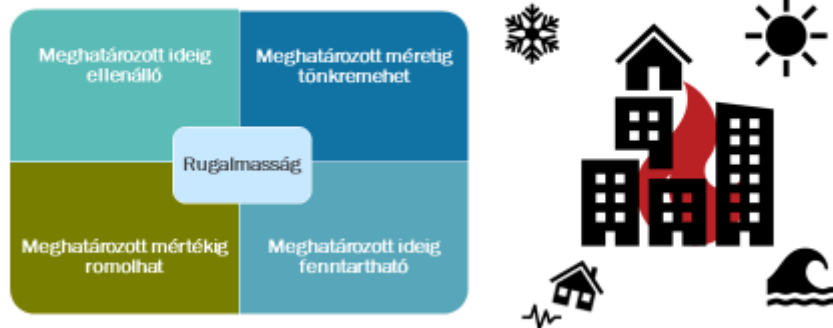 Meghatározott ideig
ellenálló
Meghatározott méretig
tönkremehet
Rugalmasság
Meghatározott mértékig
romolhat
Meghatározott ideig
fenntartható